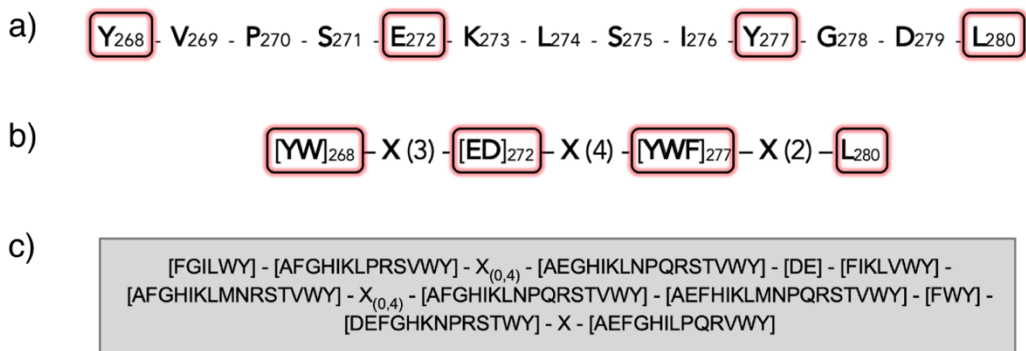 a) Y268 - V269 - P270 - S271 - E272 - K273 - L274 - S275 - I276 - Y277 - G278 - D279 - L280
b) [YW]268 - X (3) - [ED]272 - X (4) - [YWF]277 - X (2) - L280
c)
[FGILWY] - [AFGHIKLPRSVWY] - X(0,4) - [AEGHIKLNPQRSTVWY] - [DE] - [FIKLVWY] -
[AFGHIKLMNRSTVWY] - X(0,4) - [AFGHIKLNPQRSTVWY] - [AEFHIKLMNPQRSTVWY] - [FWY] -
[DEFGHKNPRSTWY] - X - [AEFGHILPQRVWY]